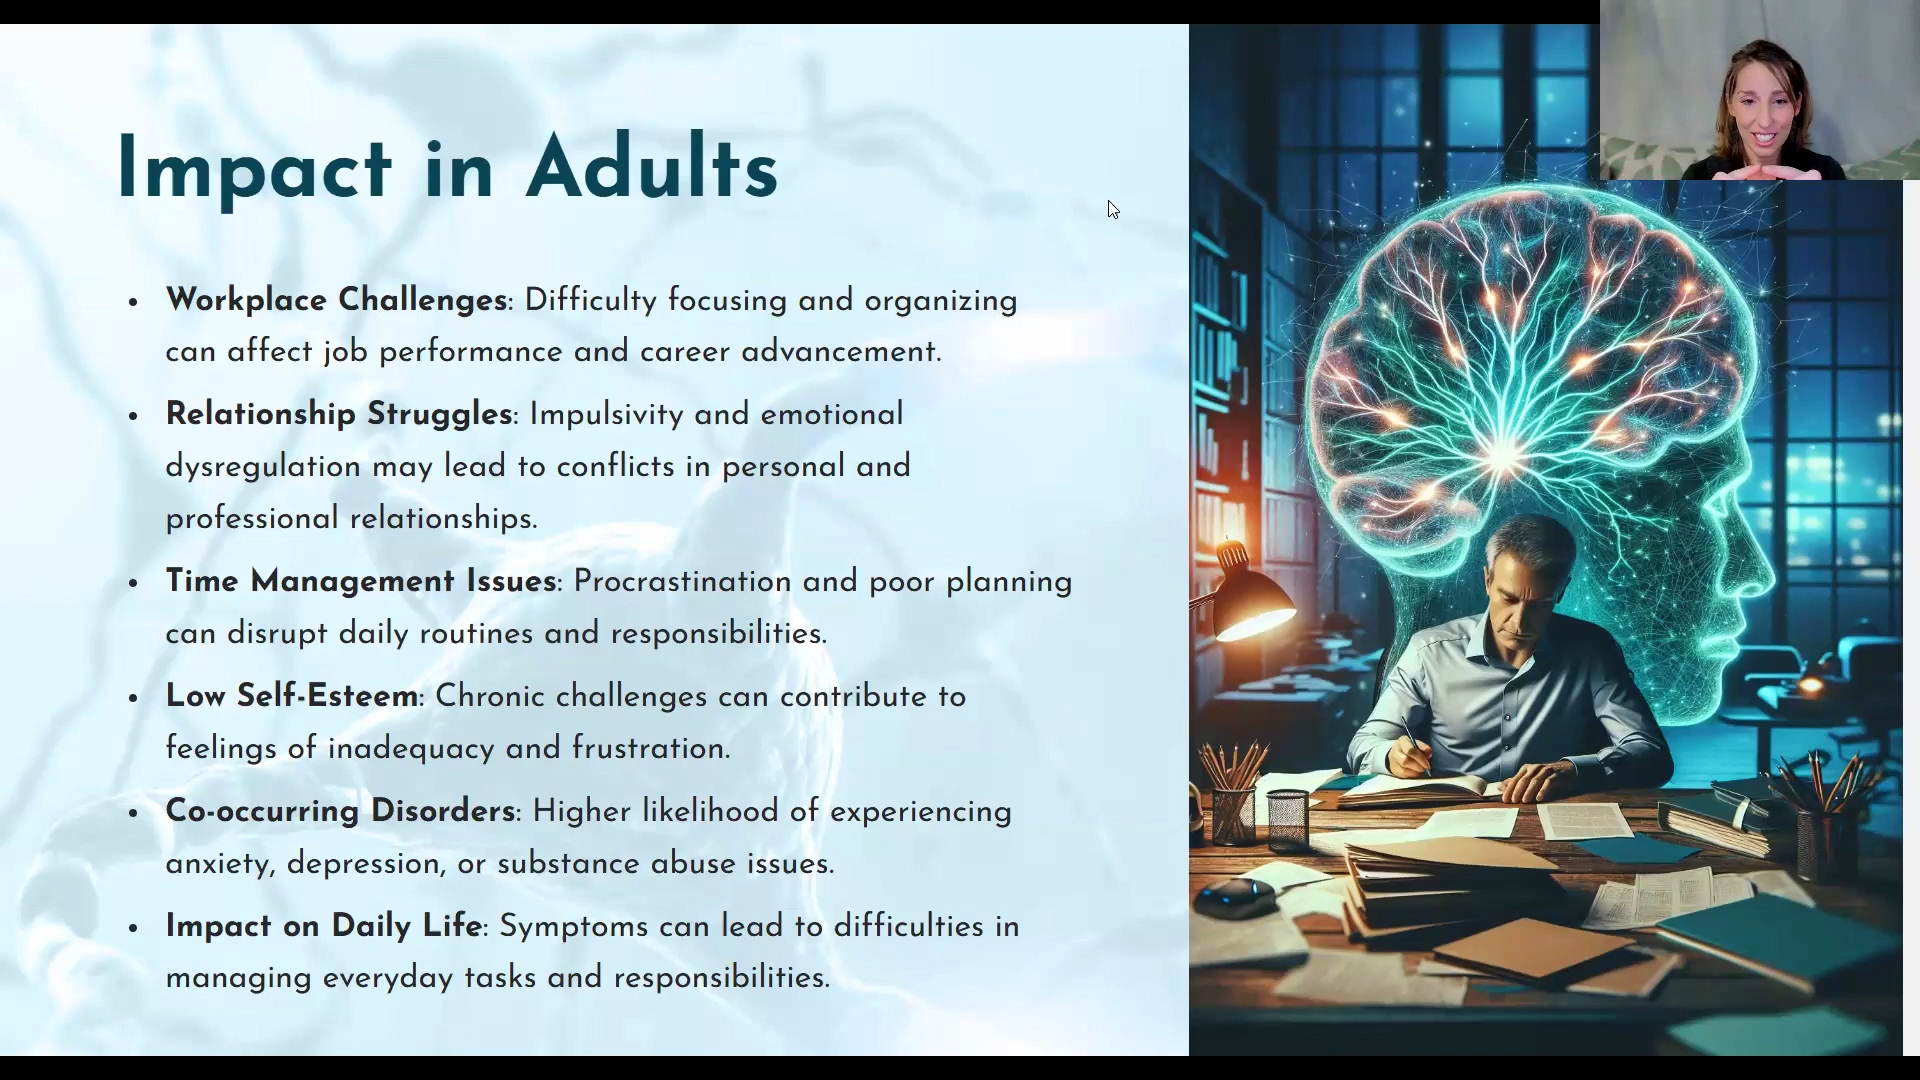 Impact in Adults
• Workplace Challenges: Difficulty focusing and organizing
can affect job performance and career advancement.
• Relationship Struggles: Impulsivity and emotional
dysregulation may lead to conflicts in personal and
professional relationships.
• Time Management Issues: Procrastination and poor planning
can disrupt daily routines and responsibilities.
• Low Self-Esteem: Chronic challenges can contribute to
feelings of inadequacy and frustration.
• Co-occurring Disorders: Higher likelihood of experiencing
anxiety, depression, or substance abuse issues.
• Impact on Daily Life: Symptoms can lead to difficulties in
managing everyday tasks and responsibilities.